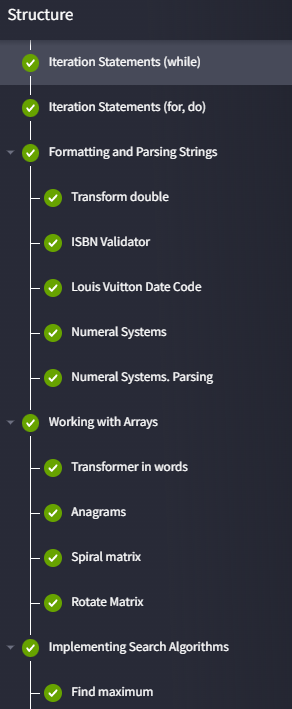 Structure
Iteration Statements (while)
Iteration Statements (for, do)
Formatting and Parsing Strings
Transform double
ISBN Validator
Louis Vuitton Date Code
Numeral Systems
Numeral Systems. Parsing
Working with Arrays
Transformer in words
Anagrams
Spiral matrix
Rotate Matrix
Implementing Search Algorithms
Find maximum